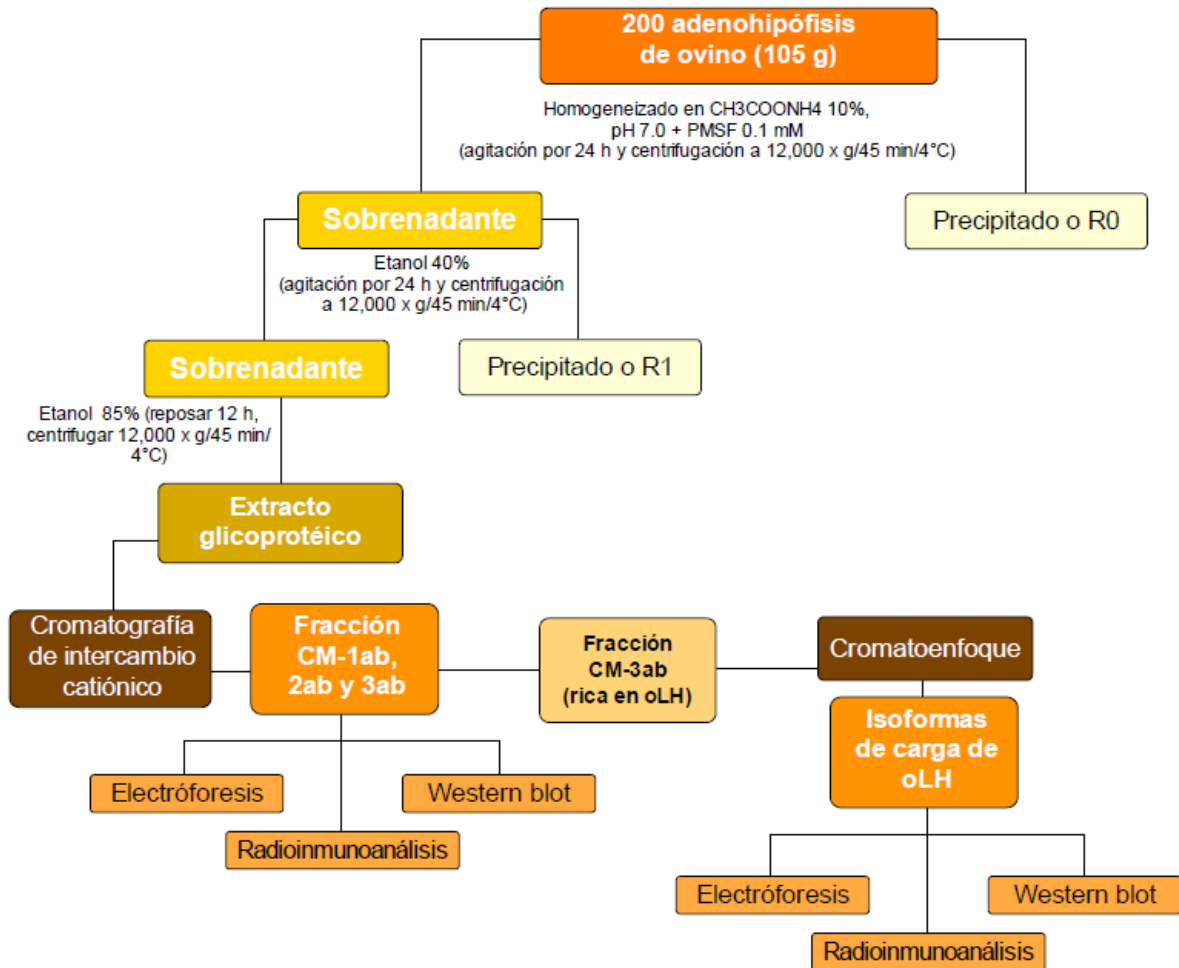 200 adenohipófisis
de ovino (105 g)
Homogeneizado en CH3COONH4 10%,
pH 7.0 + PMSF 0.1 mM
(agitación por 24 h y centrifugación a 12,000 x g/45 min/4°C)
Sobrenadante
Precipitado o R0
Etanol 40%
(agitación por 24 h y centrifugación
a 12,000 x g/45 min/4°C)
Sobrenadante
Precipitado o R1
Etanol 85% (reposar 12 h,
centrifugar 12,000 x g/45 min/
4°C)
Extracto
glicoprotéico
Cromatografía
de intercambio
catiónico
Fracción
CM-1ab,
2ab y 3ab
Fracción
CM-3ab
(rica en oLH)
Cromatoenfoque
Isoformas
de carga de
oLH
Electróforesis
Western blot
Radioinmunoanálisis
Electróforesis
Western blot
Radioinmunoanálisis